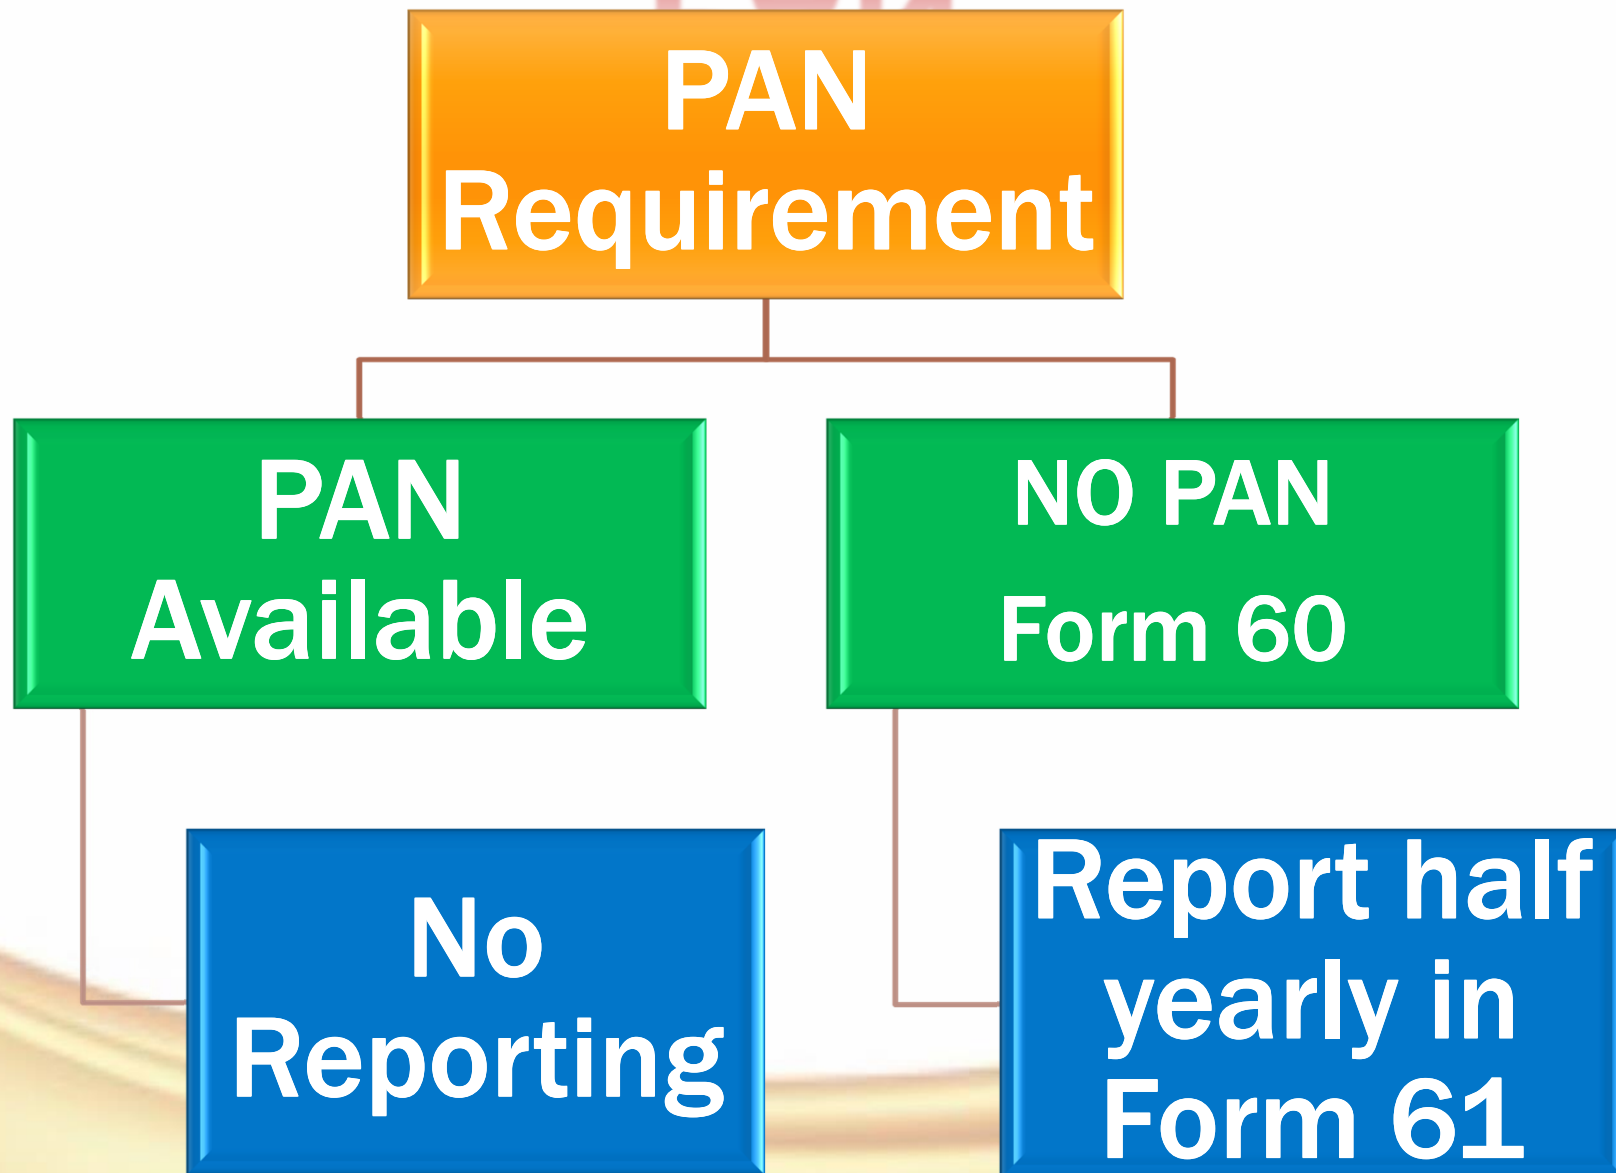 PAN
Requirement
PAN
Available
NO PAN
Form 60
No
Reporting
Report half
yearly in
Form 61